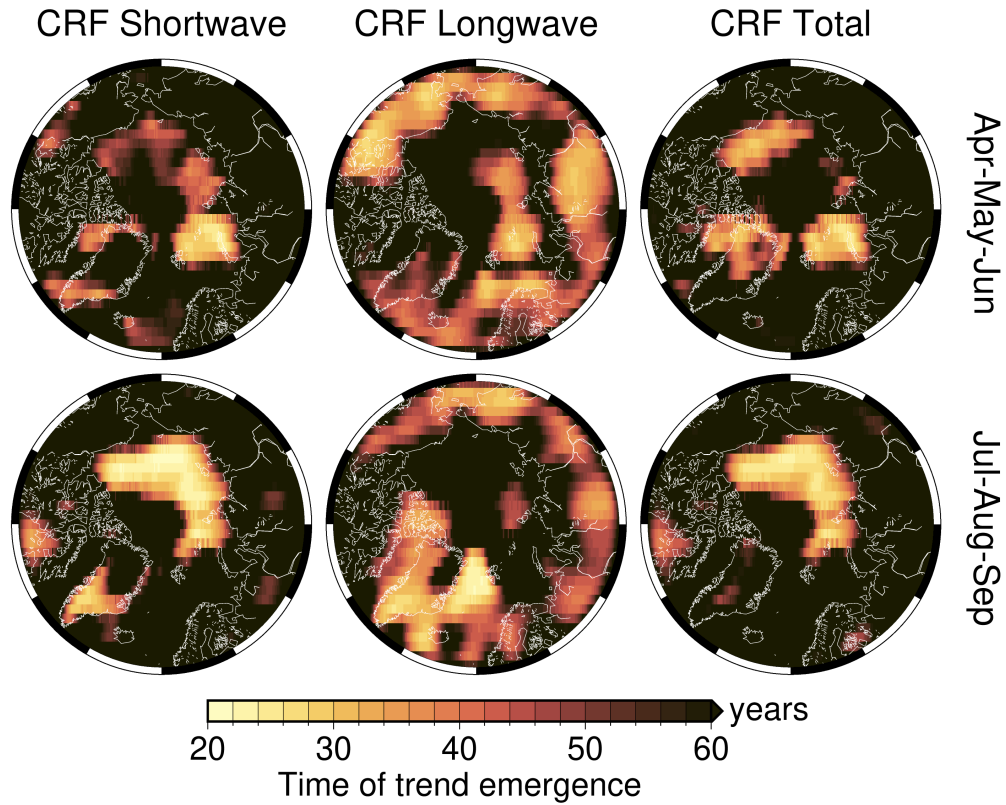 CRF Shortwave
CRF Longwave
CRF Total
Apr-May-Jun
Jul-Aug-Sep
years
20 30 40 50 60
Time of trend emergence